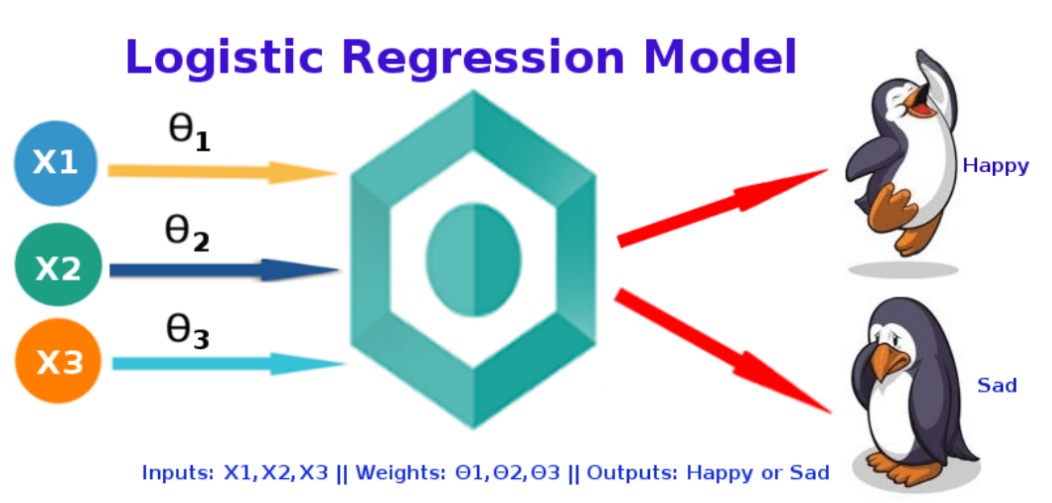 Logistic Regression Model
X1
θ1
Happy
X2
θ2
X3
θ3
Sad
Inputs: X1,X2,X3 || Weights: Θ1,Θ2,Θ3 || Outputs: Happy or Sad